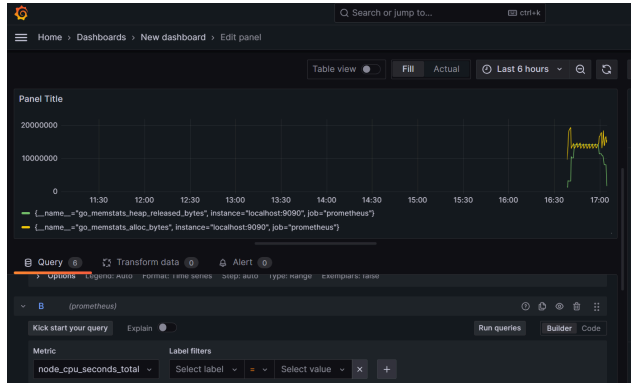 Search or jump to... ctrl+k
Home › Dashboards › New dashboard › Edit panel
Table view Fill Actual Last 6 hours
Panel Title
20000000
10000000
0
11:30 12:00 12:30 13:00 13:30 14:00 14:30 15:00 15:30 16:00 16:30 17:00
{__name__="go_memstats_heap_released_bytes", instance="localhost:9090", job="prometheus"}
{__name__="go_memstats_alloc_bytes", instance="localhost:9090", job="prometheus"}
Query 6 Transform data 0 Alert 0
Options Legend: Auto Format: Time series Step: auto Type: Range Exemplars: false
B (prometheus)
Kick start your query Explain Run queries Builder Code
Metric Label filters
node_cpu_seconds_total Select label = Select value × +